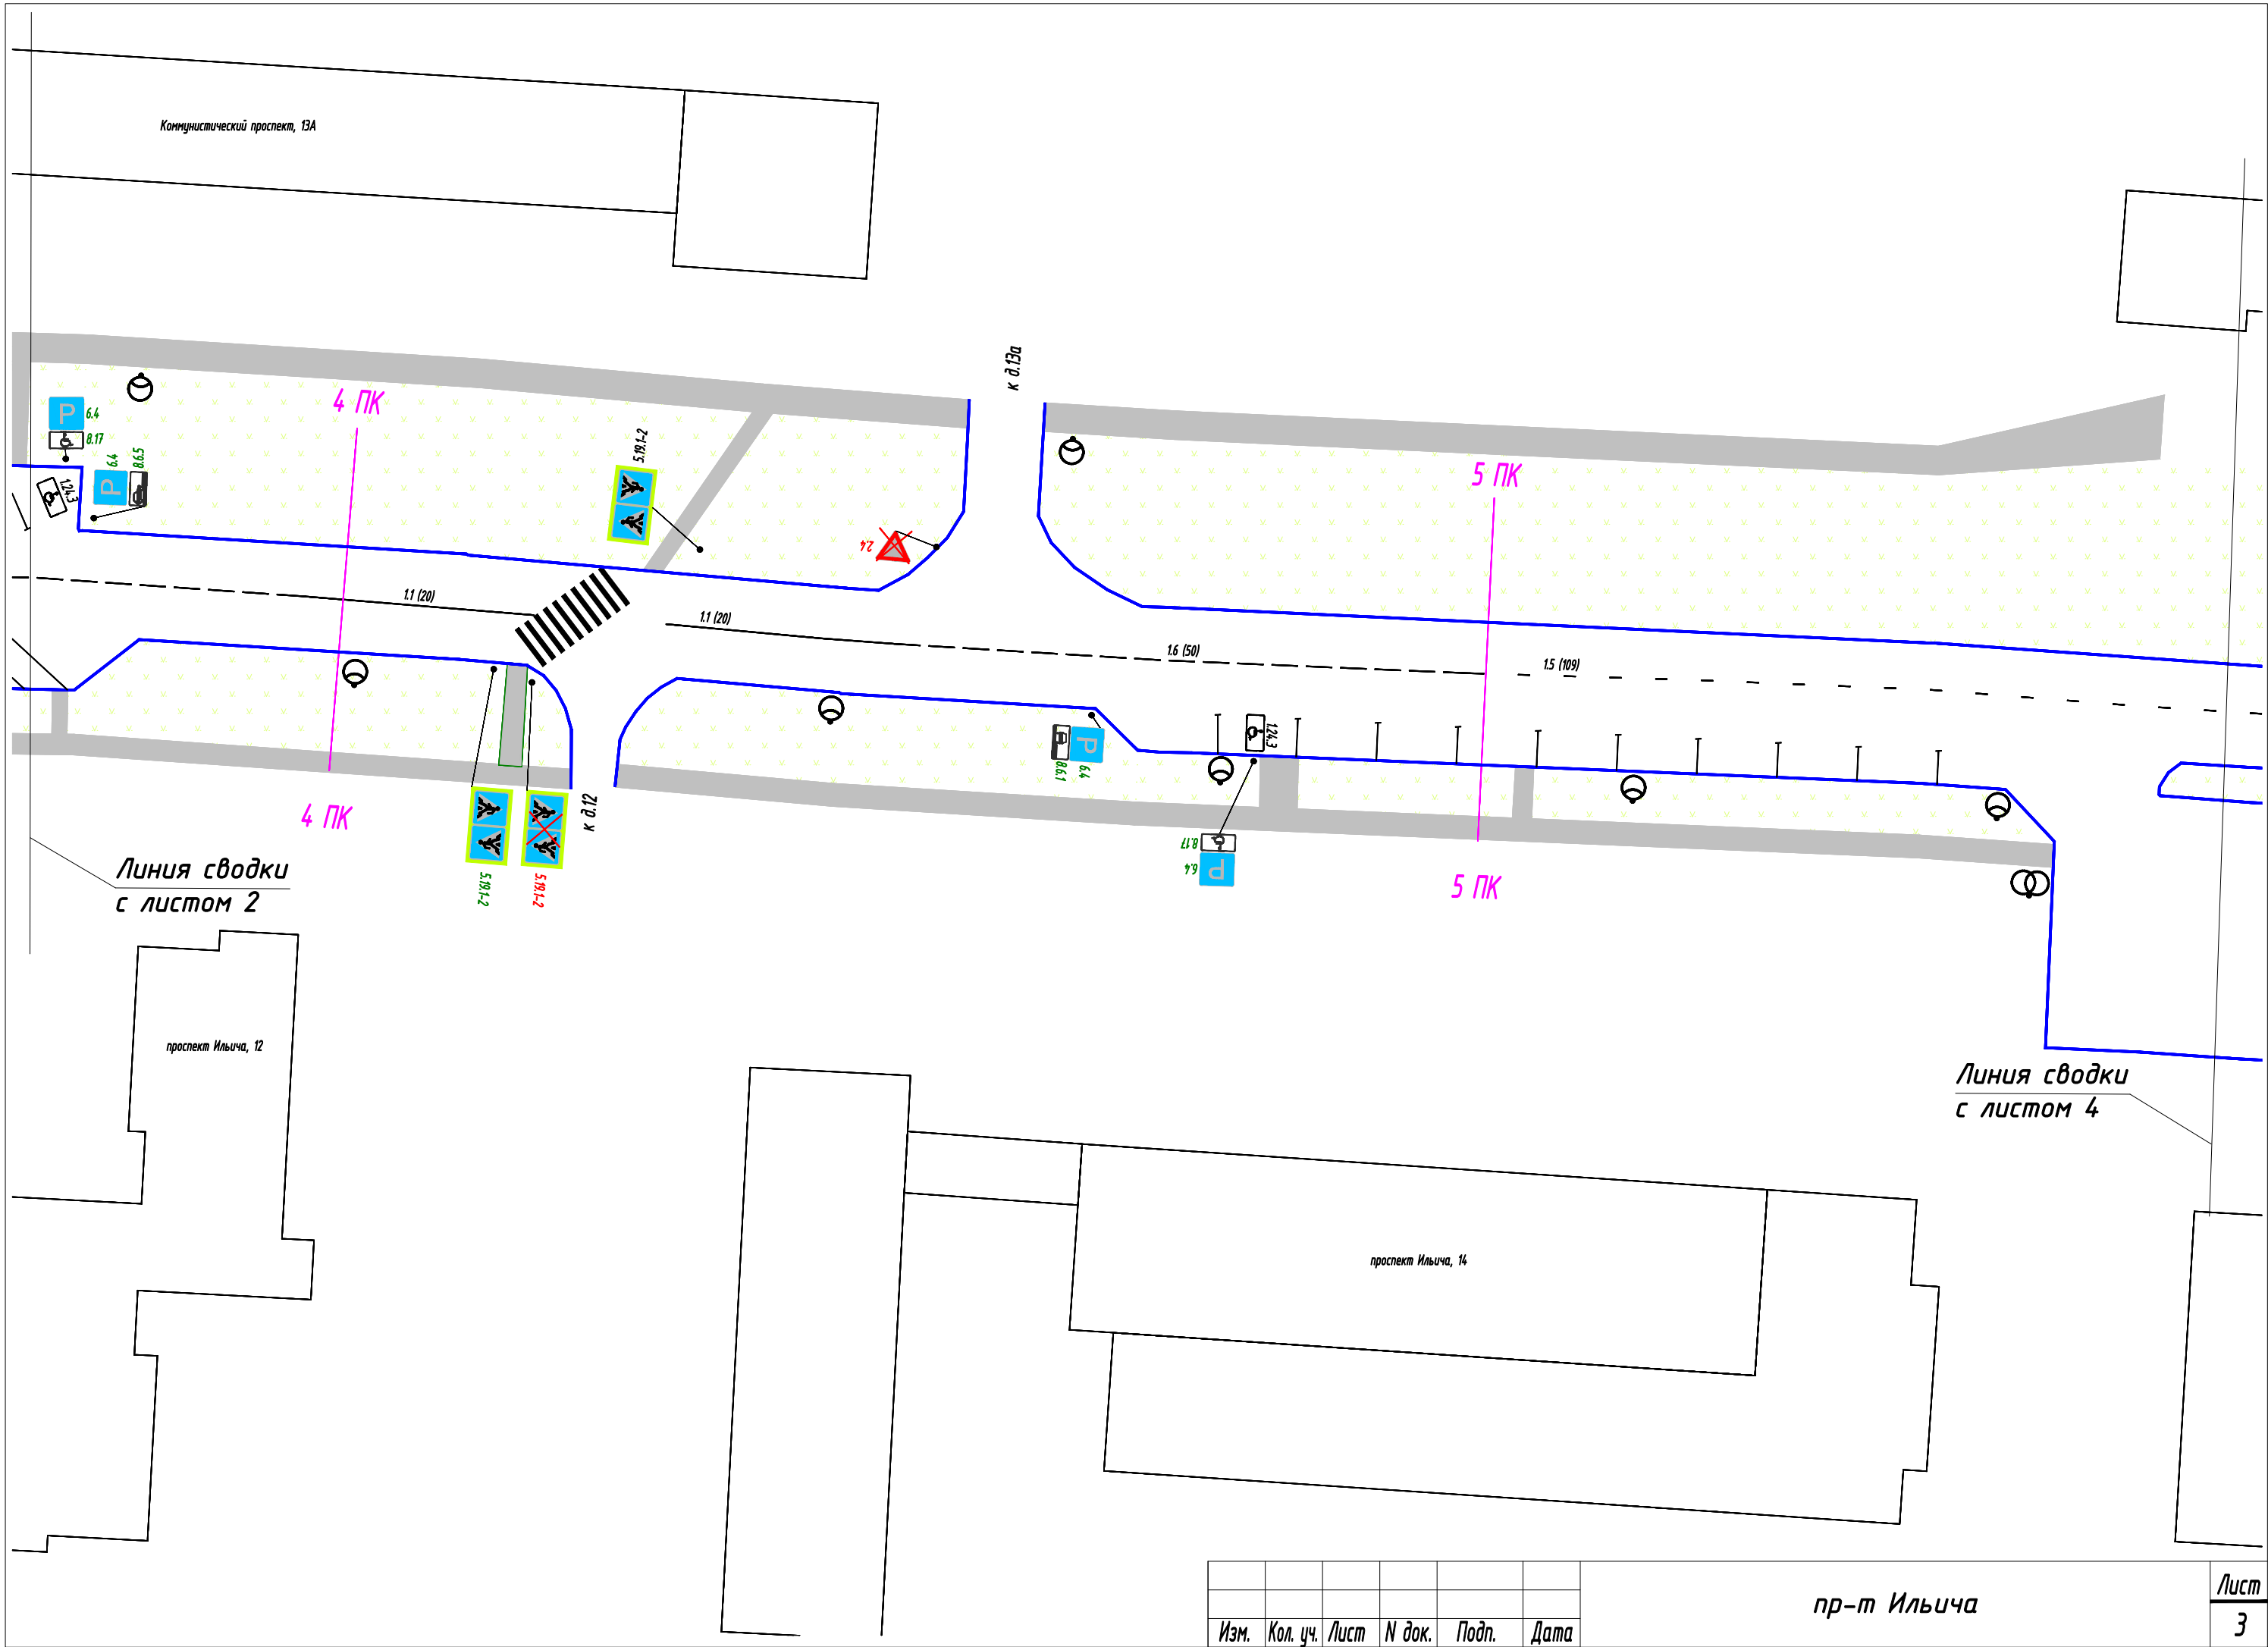 Коммунистический проспект, 13А
к д.13а
4 ПК
P
6.4
8.17
6.4
8.6.5
P
1.24.3
5.19.1-2
2.4
5 ПК
1.1 (20)
1.1 (20)
1.6 (50)
1.5 (109)
1.24.3
P
8.6.1
6.4
4 ПК
к д.12
5.19.1-2
5.19.1-2
8.17
6.4
P
5 ПК
Линия сводки
с листом 2
проспект Ильича, 12
Линия сводки
с листом 4
проспект Ильича, 14
Изм. Кол. уч. Лист N док. Подп. Дата
пр-т Ильича
Лист
3